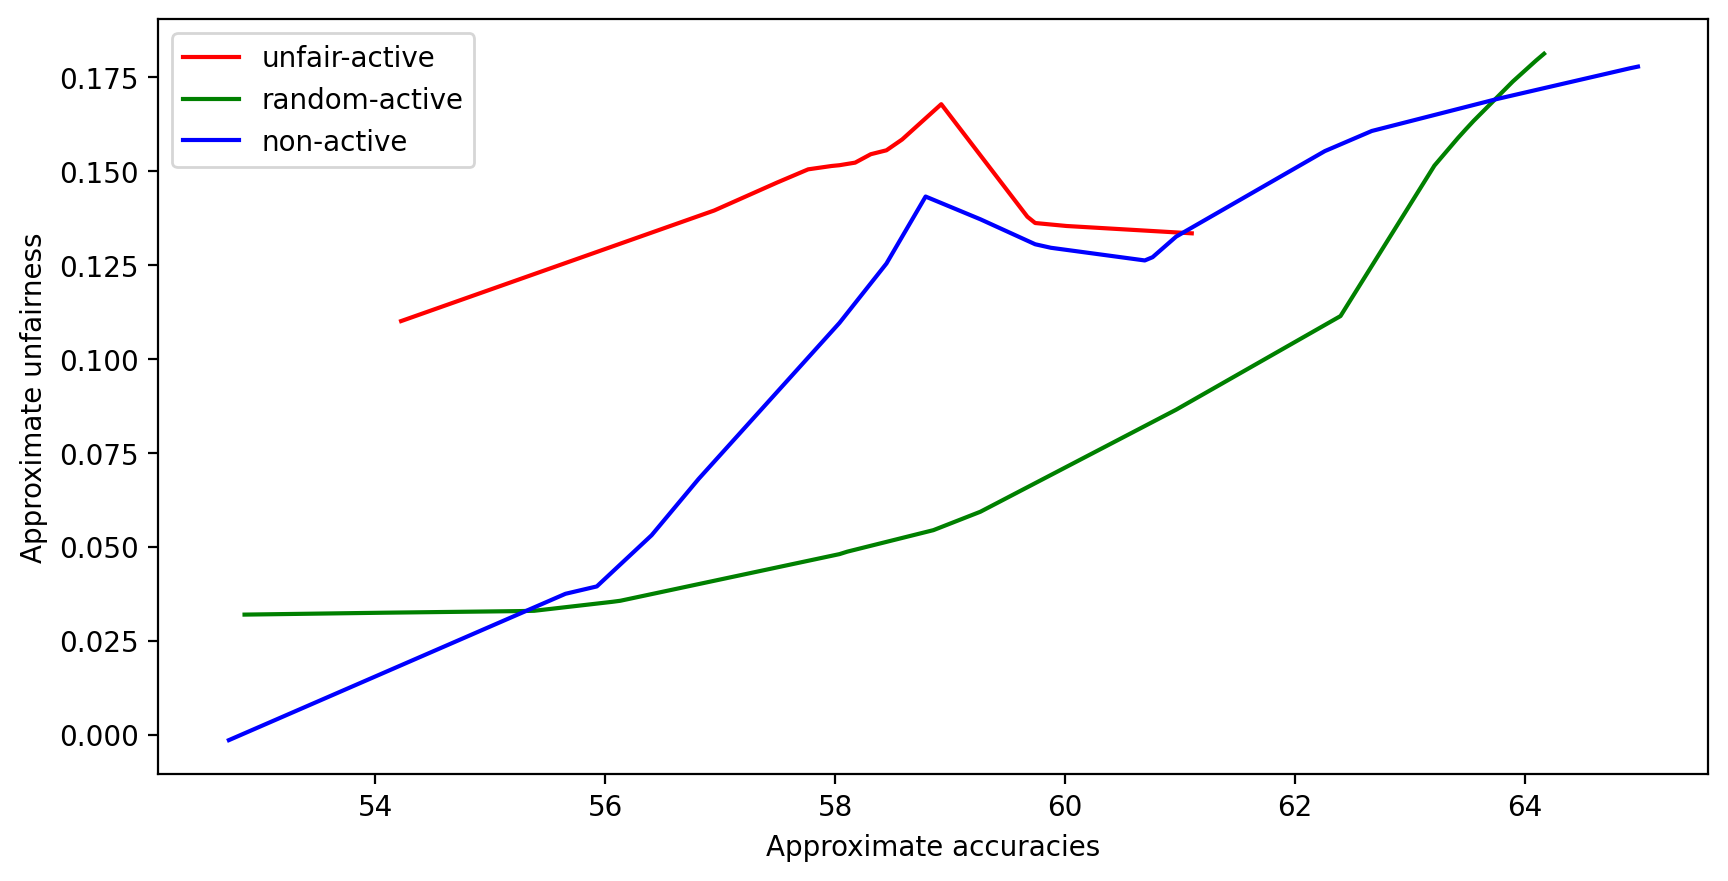 unfair-active
random-active
non-active
Approximate unfairness
0.175
0.150
0.125
0.100
0.075
0.050
0.025
0.000
54 56 58 60 62 64
Approximate accuracies